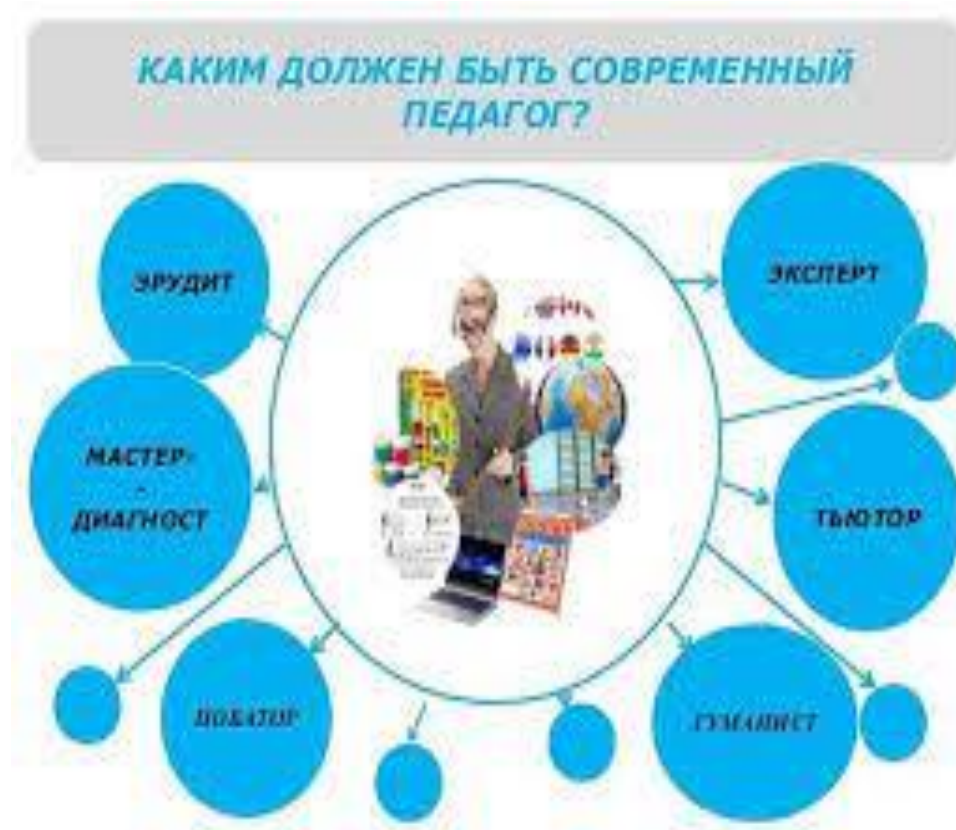 КАКИМ ДОЛЖЕН БЫТЬ СОВРЕМЕННЫЙ
ПЕДАГОГ?
ЭРУДИТ
ЭКСПЕРТ
МАСТЕР-
-
ДИАГНОСТ
ТЬЮТОР
НОВАТОР
ГУМАНИСТ